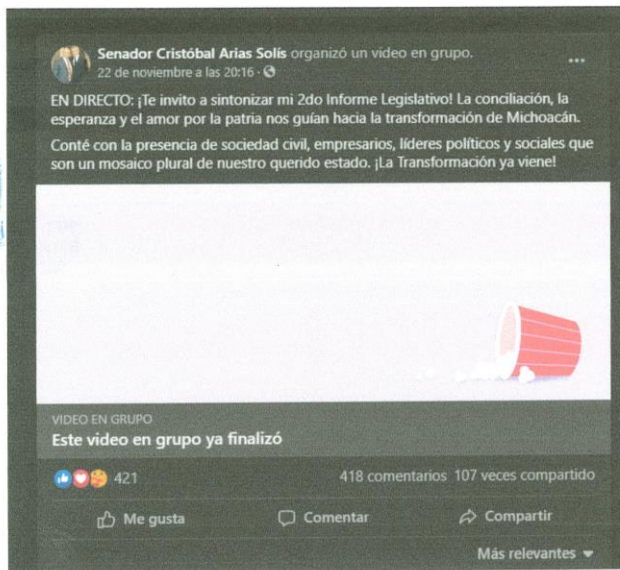 Senador Cristóbal Arias Solís organizó un video en grupo.
22 de noviembre a las 20:16 ·
EN DIRECTO: ¡Te invito a sintonizar mi 2do Informe Legislativo! La conciliación, la
esperanza y el amor por la patria nos guían hacia la transformación de Michoacán.
Conté con la presencia de sociedad civil, empresarios, líderes políticos y sociales que
son un mosaico plural de nuestro querido estado. ¡La Transformación ya viene!
VIDEO EN GRUPO
Este video en grupo ya finalizó
421
418 comentarios 107 veces compartido
Me gusta
Comentar
Compartir
Más relevantes